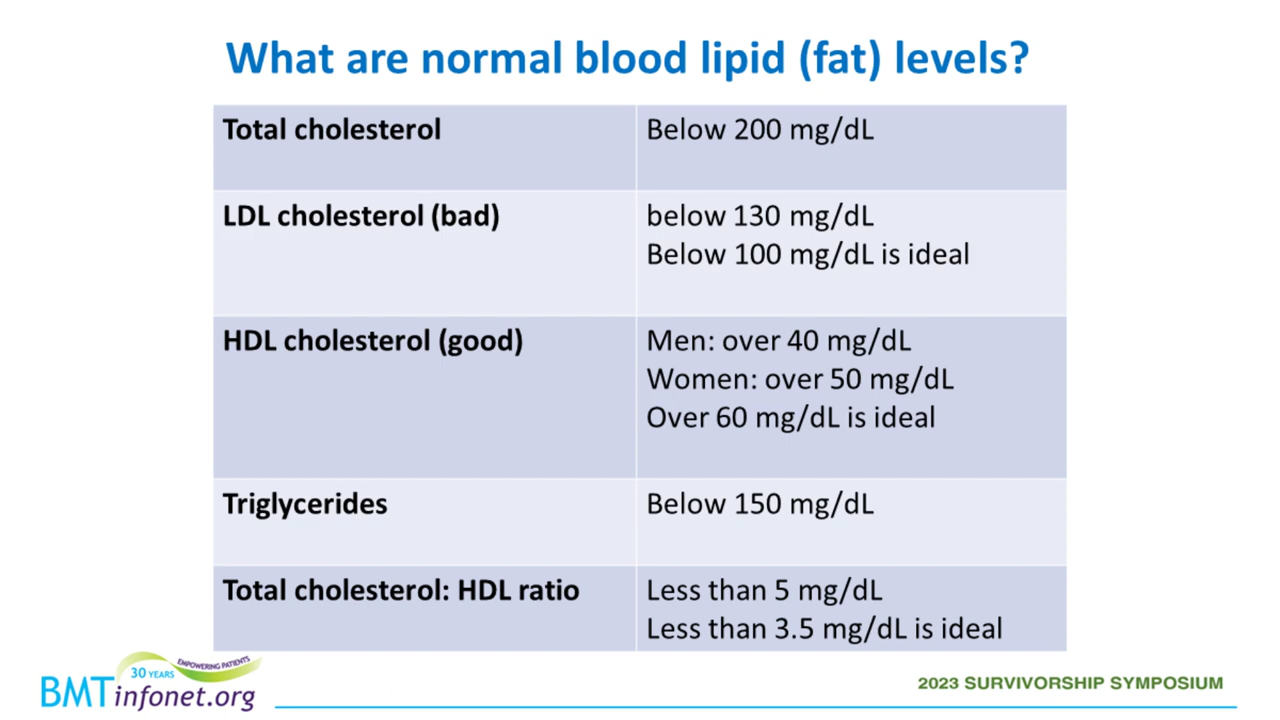 What are normal blood lipid (fat) levels?
Total cholesterol
Below 200 mg/dL
LDL cholesterol (bad)
below 130 mg/dL
Below 100 mg/dL is ideal
HDL cholesterol (good)
Men: over 40 mg/dL
Women: over 50 mg/dL
Over 60 mg/dL is ideal
Triglycerides
Below 150 mg/dL
Total cholesterol: HDL ratio
Less than 5 mg/dL
Less than 3.5 mg/dL is ideal
30 YEARS EMPOWERING PATIENTS
BMTinfonet.org
2023 SURVIVORSHIP SYMPOSIUM